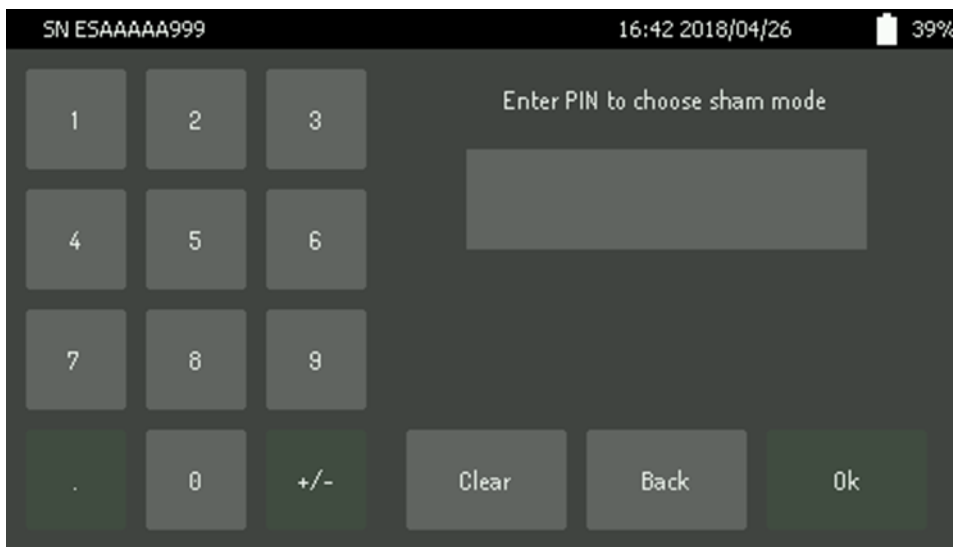 SN ESAAAAA999 16:42 2018/04/26 39%
Enter PIN to choose sham mode
1 2 3
4 5 6
7 8 9
. 0 +/- Clear Back Ok